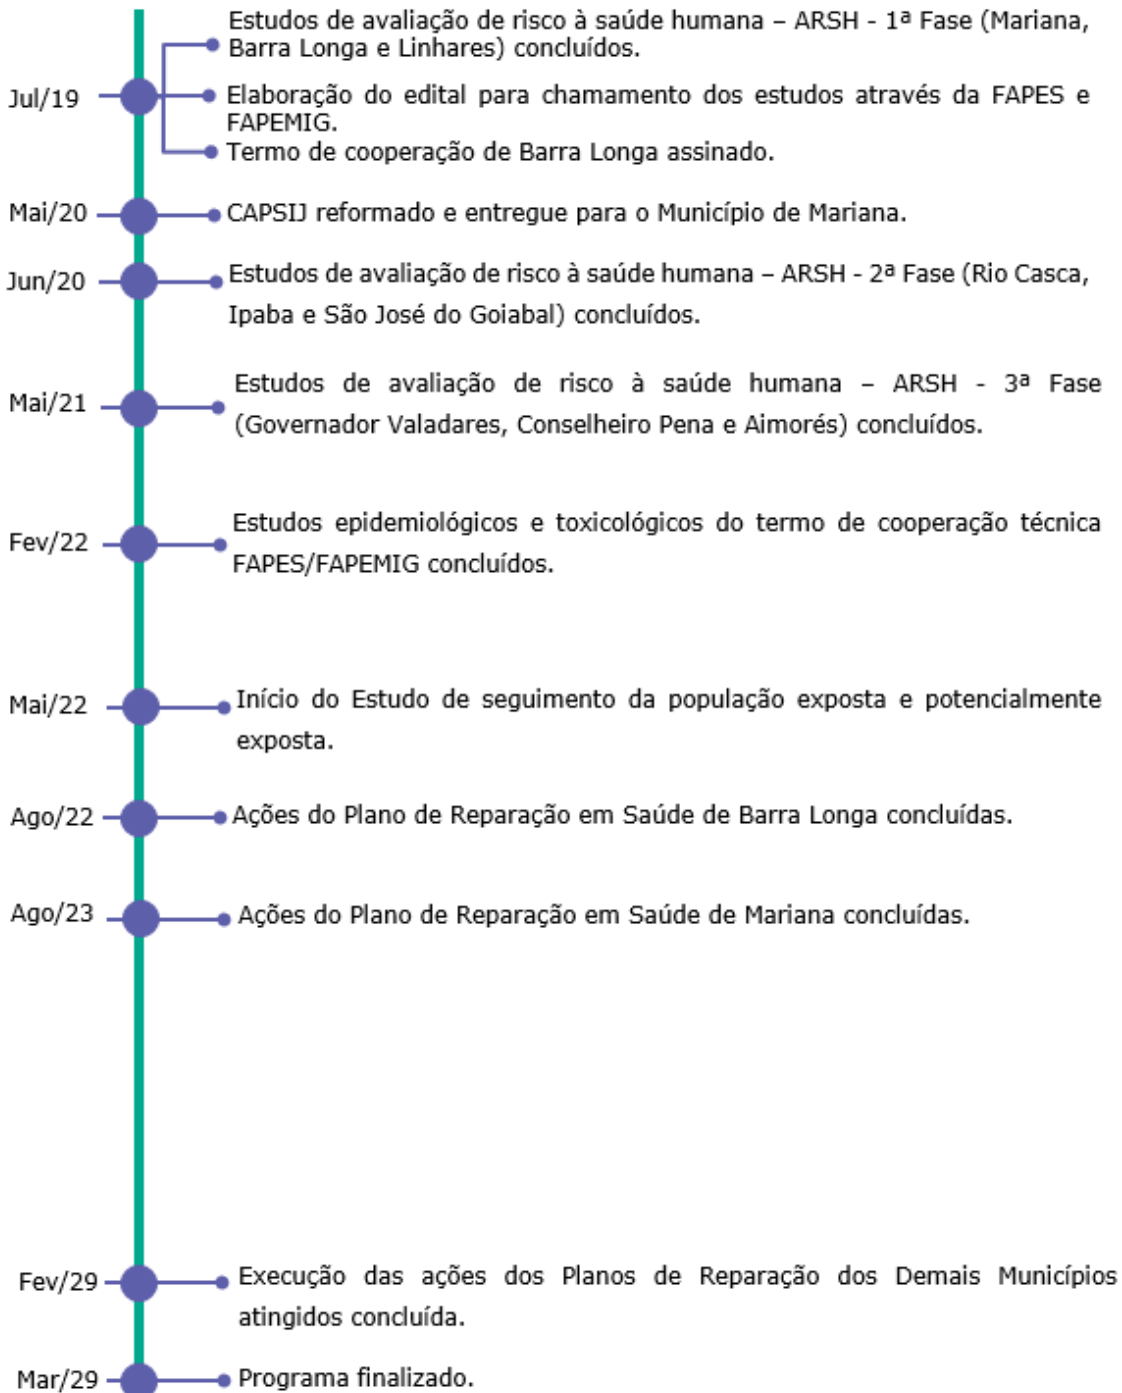 Estudos de avaliação de risco à saúde humana – ARSH - 1ª Fase (Mariana,
Barra Longa e Linhares) concluídos.
Jul/19
Elaboração do edital para chamamento dos estudos através da FAPES e
FAPEMIG.
Termo de cooperação de Barra Longa assinado.
Mai/20
CAPSIJ reformado e entregue para o Município de Mariana.
Jun/20
Estudos de avaliação de risco à saúde humana – ARSH - 2ª Fase (Rio Casca,
Ipaba e São José do Goiabal) concluídos.
Mai/21
Estudos de avaliação de risco à saúde humana – ARSH - 3ª Fase
(Governador Valadares, Conselheiro Pena e Aimorés) concluídos.
Fev/22
Estudos epidemiológicos e toxicológicos do termo de cooperação técnica
FAPES/FAPEMIG concluídos.
Mai/22
Início do Estudo de seguimento da população exposta e potencialmente
exposta.
Ago/22
Ações do Plano de Reparação em Saúde de Barra Longa concluídas.
Ago/23
Ações do Plano de Reparação em Saúde de Mariana concluídas.
Fev/29
Execução das ações dos Planos de Reparação dos Demais Municípios
atingidos concluída.
Mar/29
Programa finalizado.